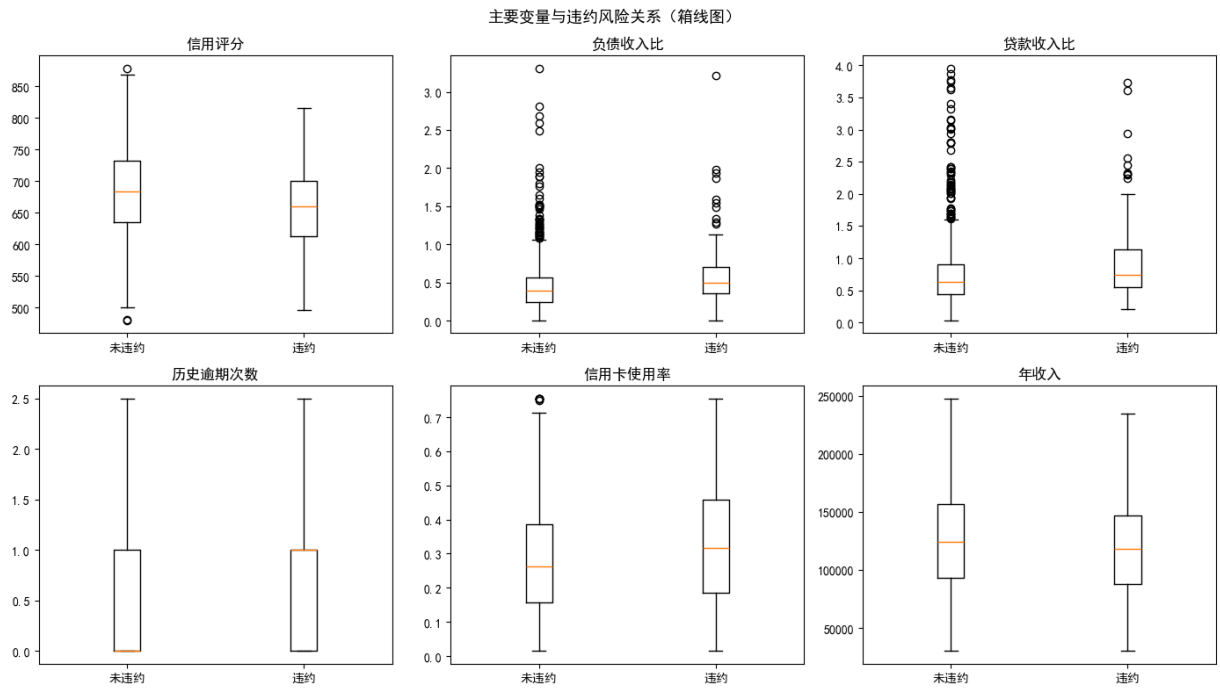 主要变量与违约风险关系（箱线图）
信用评分
850
800
750
700
650
600
550
500
未违约
违约
负债收入比
3.0
2.5
2.0
1.5
1.0
0.5
0.0
未违约
违约
贷款收入比
4.0
3.5
3.0
2.5
2.0
1.5
1.0
0.5
0.0
未违约
违约
历史逾期次数
2.5
2.0
1.5
1.0
0.5
0.0
未违约
违约
信用卡使用率
0.7
0.6
0.5
0.4
0.3
0.2
0.1
0.0
未违约
违约
年收入
250000
200000
150000
100000
50000
未违约
违约